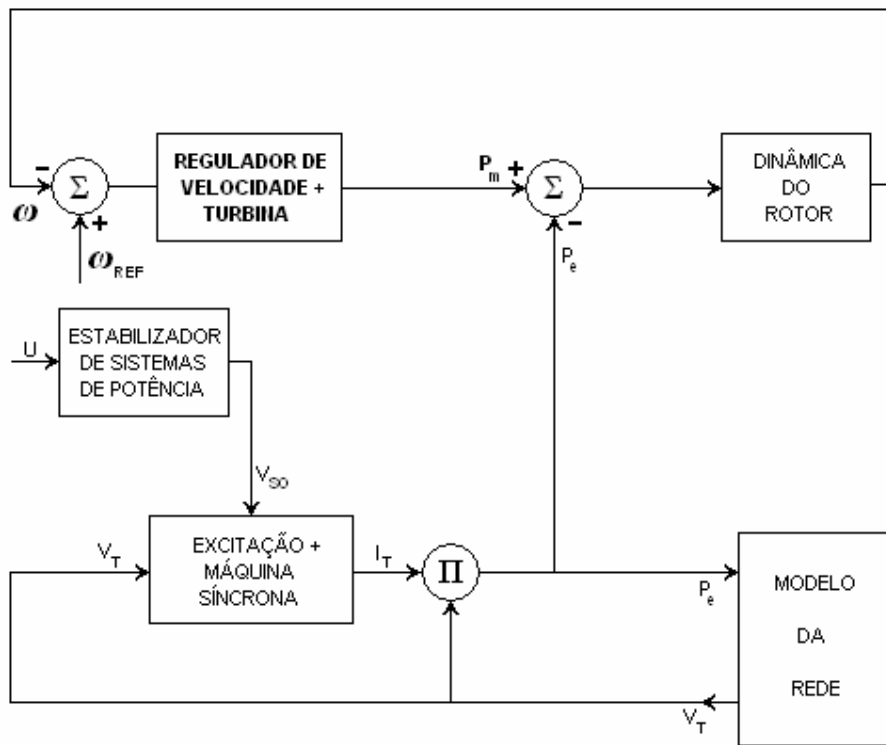 REGULADOR DE
VELOCIDADE +
TURBINA
P_m +
-
Σ
Σ
DINÂMICA
DO
ROTOR
ω
+
-
ω_REF
P_e
U
ESTABILIZADOR
DE SISTEMAS
DE POTÊNCIA
V_SO
V_T
EXCITAÇÃO +
MÁQUINA
SÍNCRONA
I_T
Π
P_e
MODELO
DA
REDE
V_T